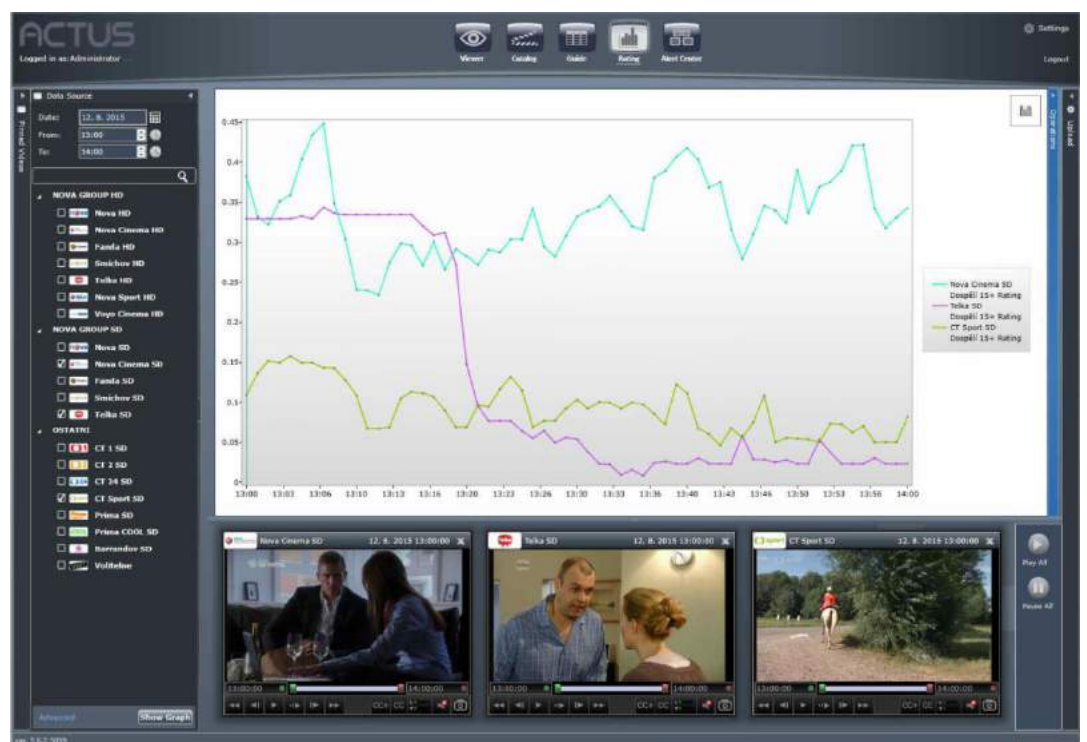 ACTUS
Logged in as: Administrator ...
Viewer
Catalog
Guide
Rating
Alert Center
Settings
Logout
Pinned Videos
Data Source
Date: 12. 8. 2015
From: 13:00
To: 14:00
NOVA GROUP HD
Nova HD
Nova Cinema HD
Fanda HD
Smichov HD
Telka HD
Nova Sport HD
Voyo Cinema HD
NOVA GROUP SD
Nova SD
Nova Cinema SD
Fanda SD
Smichov SD
Telka SD
OSTATNI
CT 1 SD
CT 2 SD
CT 24 SD
CT Sport SD
Prima SD
Prima COOL SD
Barrandov SD
Volitelne
Advanced
Show Graph
0.45
0.4
0.35
0.3
0.25
0.2
0.15
0.1
0.05
0
13:00 13:03 13:06 13:10 13:13 13:16 13:20 13:23 13:26 13:30 13:33 13:36 13:40 13:43 13:46 13:50 13:53 13:56 14:00
Nova Cinema SD
Dospělí 15+ Rating
Telka SD
Dospělí 15+ Rating
CT Sport SD
Dospělí 15+ Rating
Operations
Upload
Nova Cinema SD 12. 8. 2015 13:00:00
13:00:00 14:00:00
CC+ CC
Telka SD 12. 8. 2015 13:00:00
13:00:00 14:00:00
CC+ CC
sport CT Sport SD 12. 8. 2015 13:00:00
13:00:00 14:00:00
CC+ CC
Play All
Pause All